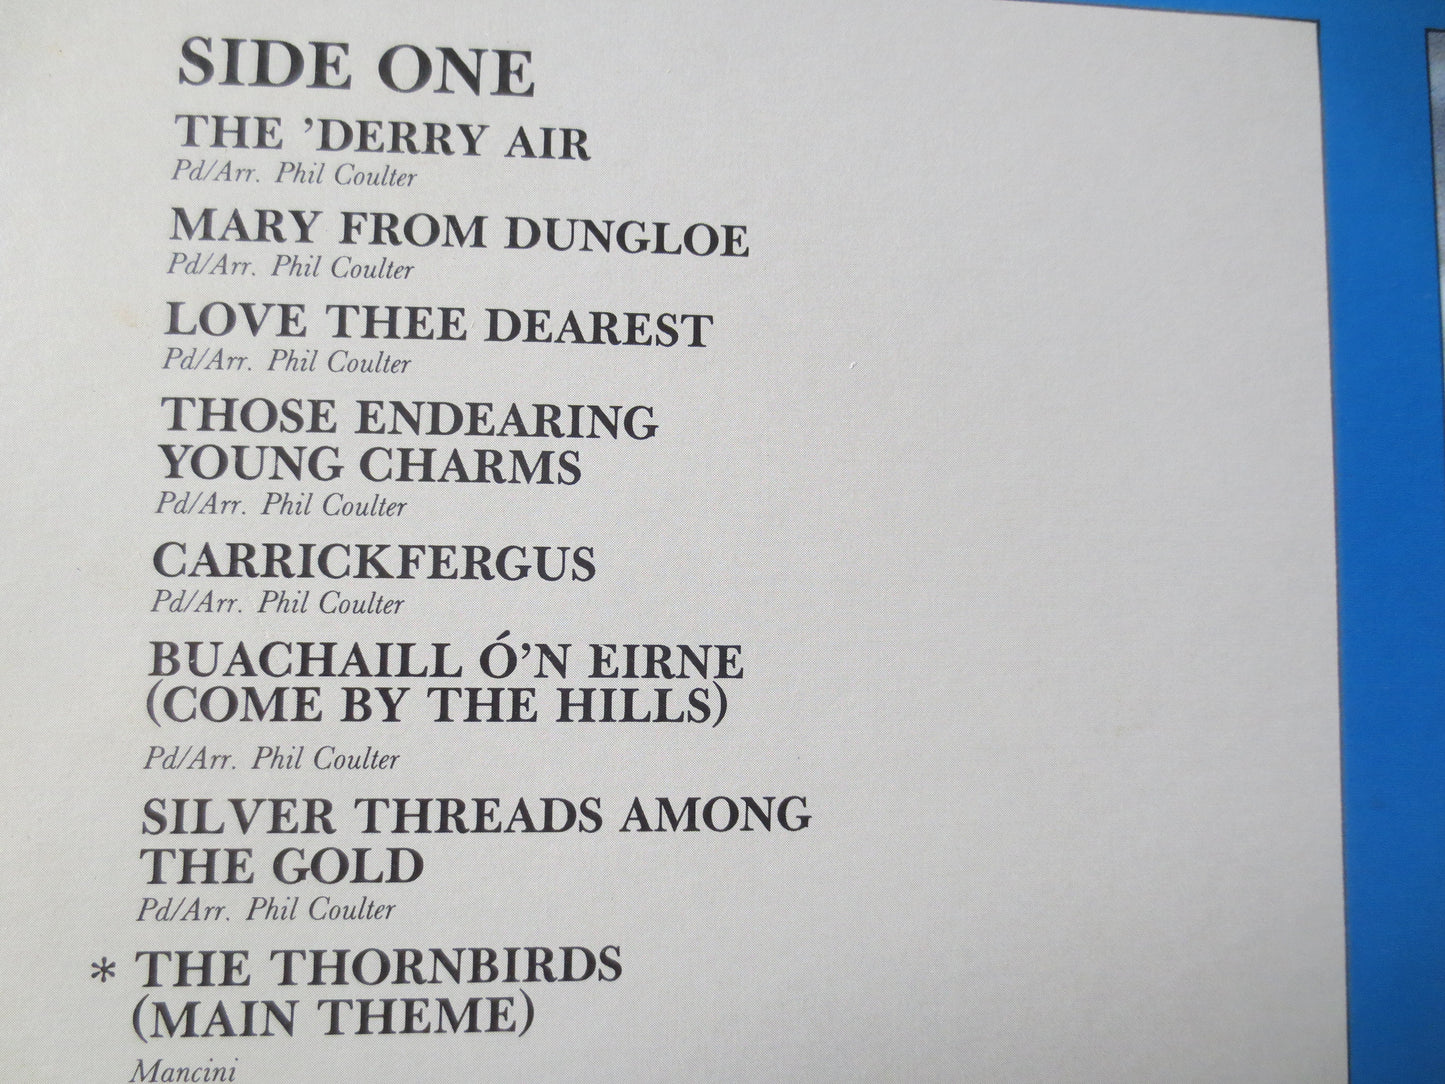 SIDE ONE
THE ’DERRY AIR
Pd/Arr. Phil Coulter
MARY FROM DUNGLOE
Pd/Arr. Phil Coulter
LOVE THEE DEAREST
Pd/Arr. Phil Coulter
THOSE ENDEARING
YOUNG CHARMS
Pd/Arr. Phil Coulter
CARRICKFERGUS
Pd/Arr. Phil Coulter
BUACHAILL Ó’N EIRNE
(COME BY THE HILLS)
Pd/Arr. Phil Coulter
SILVER THREADS AMONG
THE GOLD
Pd/Arr. Phil Coulter
* THE THORNBIRDS
(MAIN THEME)
Mancini